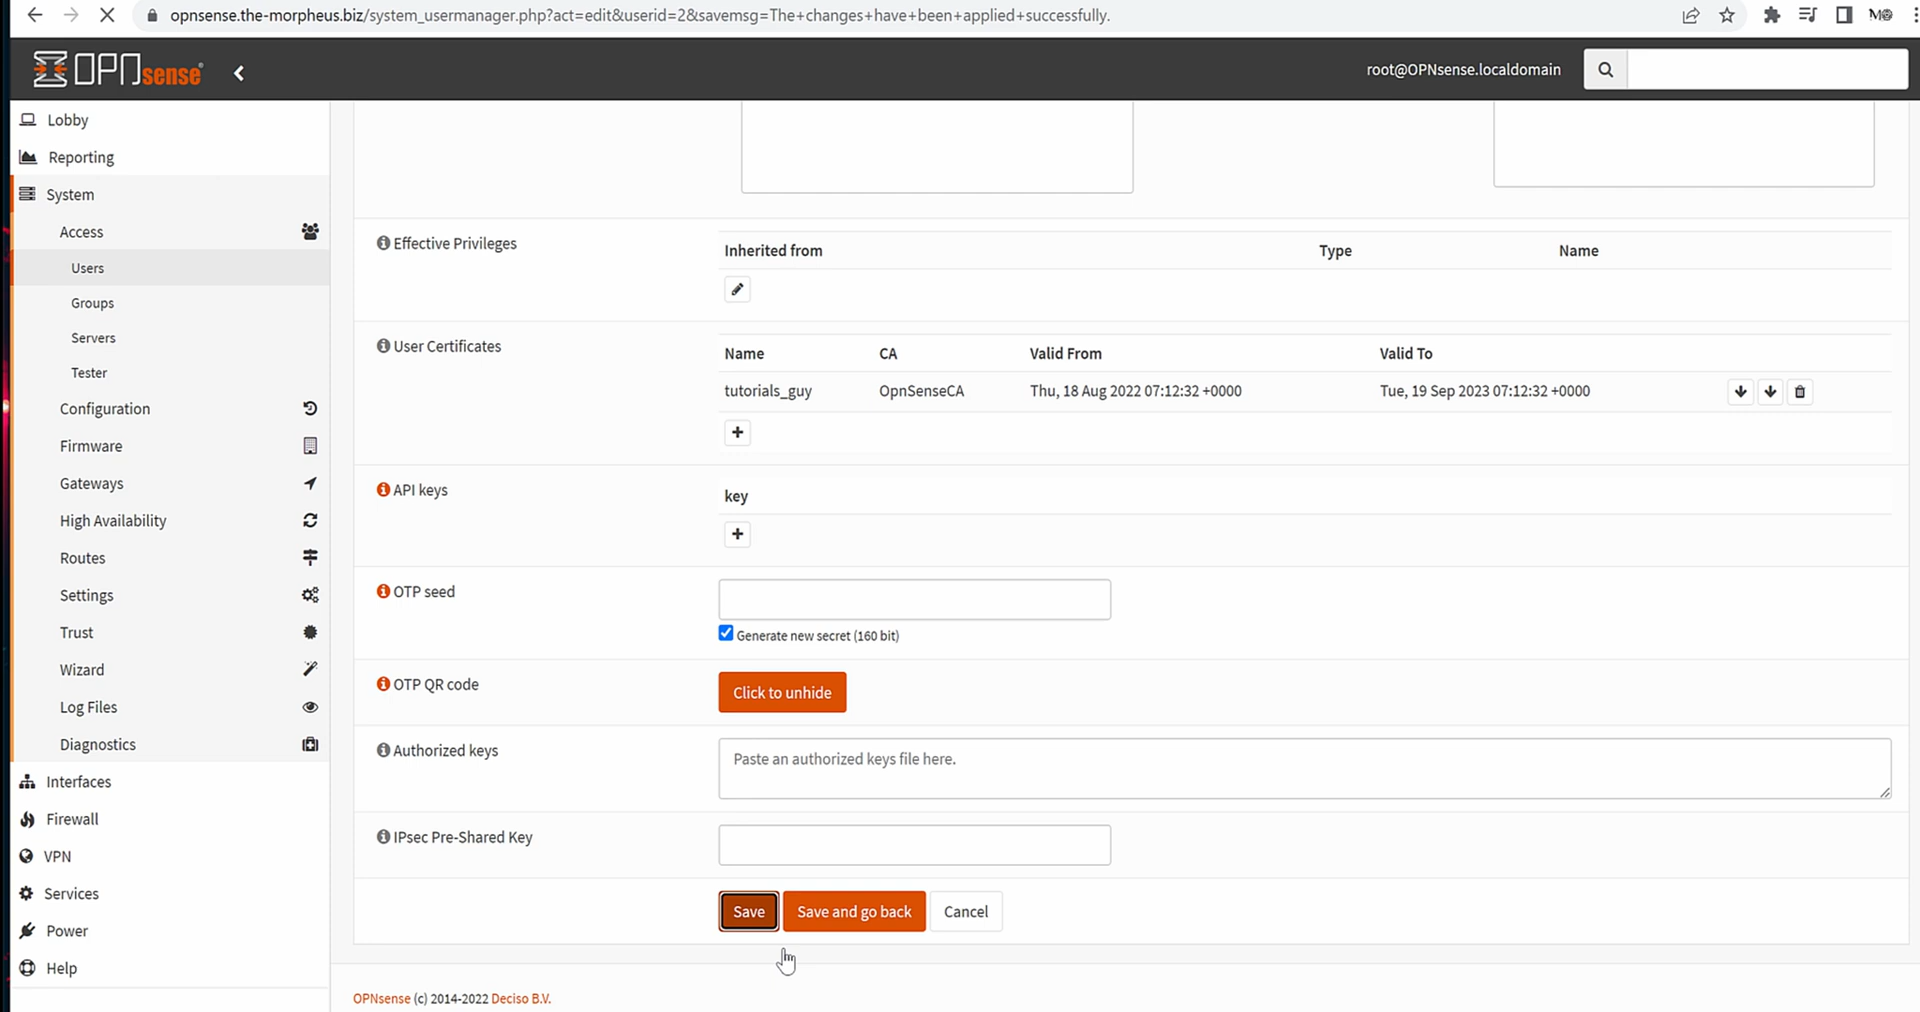 opnsense.the-morpheus.biz/system_usermanager.php?act=edit&userid=2&savemsg=The+changes+have+been+applied+successfully.
OPNsense
root@OPNsense.localdomain
Lobby
Reporting
System
Access
Users
Groups
Servers
Tester
Configuration
Firmware
Gateways
High Availability
Routes
Settings
Trust
Wizard
Log Files
Diagnostics
Interfaces
Firewall
VPN
Services
Power
Help
Effective Privileges
Inherited from Type Name
User Certificates
Name CA Valid From Valid To
tutorials_guy OpnSenseCA Thu, 18 Aug 2022 07:12:32 +0000 Tue, 19 Sep 2023 07:12:32 +0000
API keys
key
OTP seed
Generate new secret (160 bit)
OTP QR code
Click to unhide
Authorized keys
Paste an authorized keys file here.
IPsec Pre-Shared Key
Save Save and go back Cancel
OPNsense (c) 2014-2022 Deciso B.V.